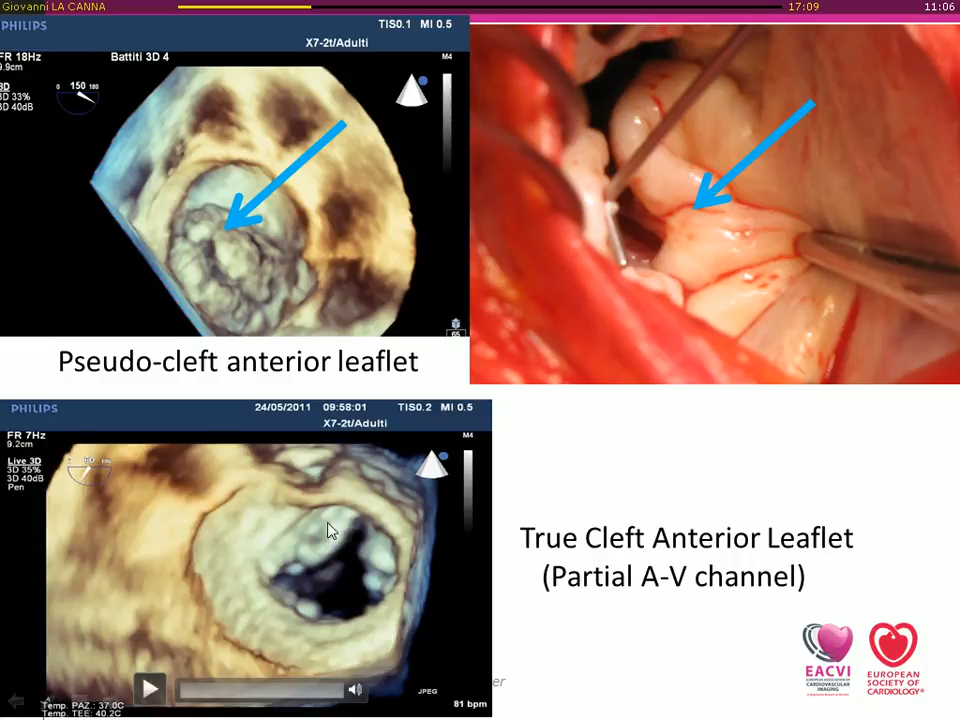 Giovanni LA CANNA
17:09
11:06
PHILIPS
TIS0.1 MI 0.5
X7-2t/Adulti
FR 18Hz
9.9cm
Battiti 3D 4
M4
3D
3D 33%
3D 40dB
0 150 180
65
Pseudo-cleft anterior leaflet
PHILIPS
24/05/2011 09:58:01 TIS0.2 MI 0.5
X7-2t/Adulti
FR 7Hz
9.2cm
M4
Live 3D
3D 35%
3D 40dB
Pen
True Cleft Anterior Leaflet
(Partial A-V channel)
EACVI
EUROPEAN
SOCIETY OF
CARDIOLOGY®
er
JPEG
Temp. PAZ.: 37.0C
Temp. TEE: 40.2C
81 bpm